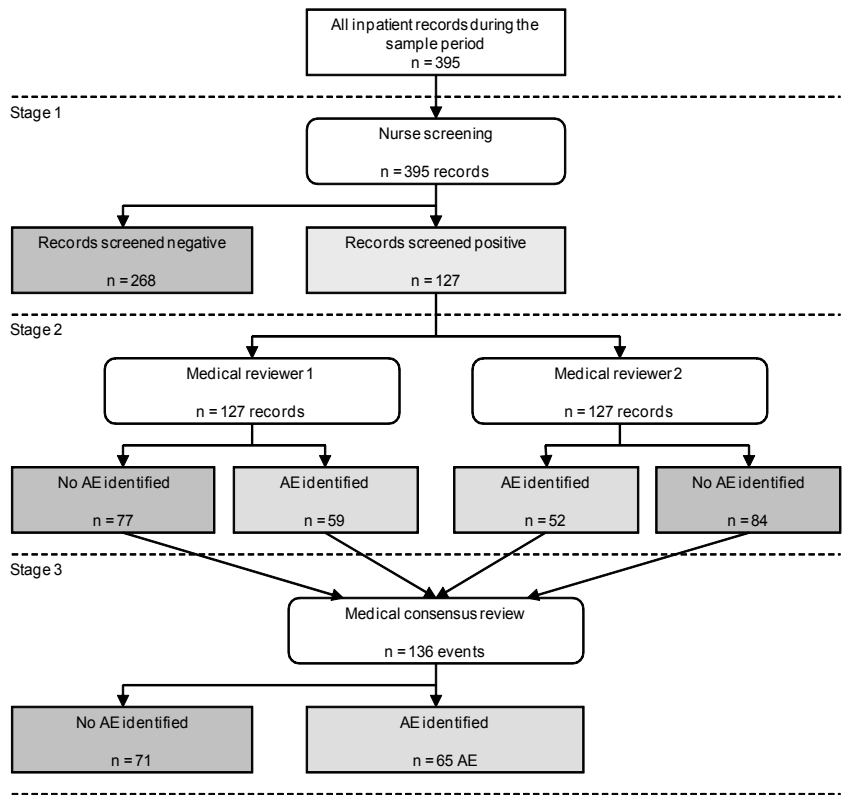 All inpatient records during the
sample period
n = 395
Stage 1
Nurse screening
n = 395 records
Records screened negative
n = 268
Records screened positive
n = 127
Stage 2
Medical reviewer 1
n = 127 records
Medical reviewer 2
n = 127 records
No AE identified
n = 77
AE identified
n = 59
AE identified
n = 52
No AE identified
n = 84
Stage 3
Medical consensus review
n = 136 events
No AE identified
n = 71
AE identified
n = 65 AE